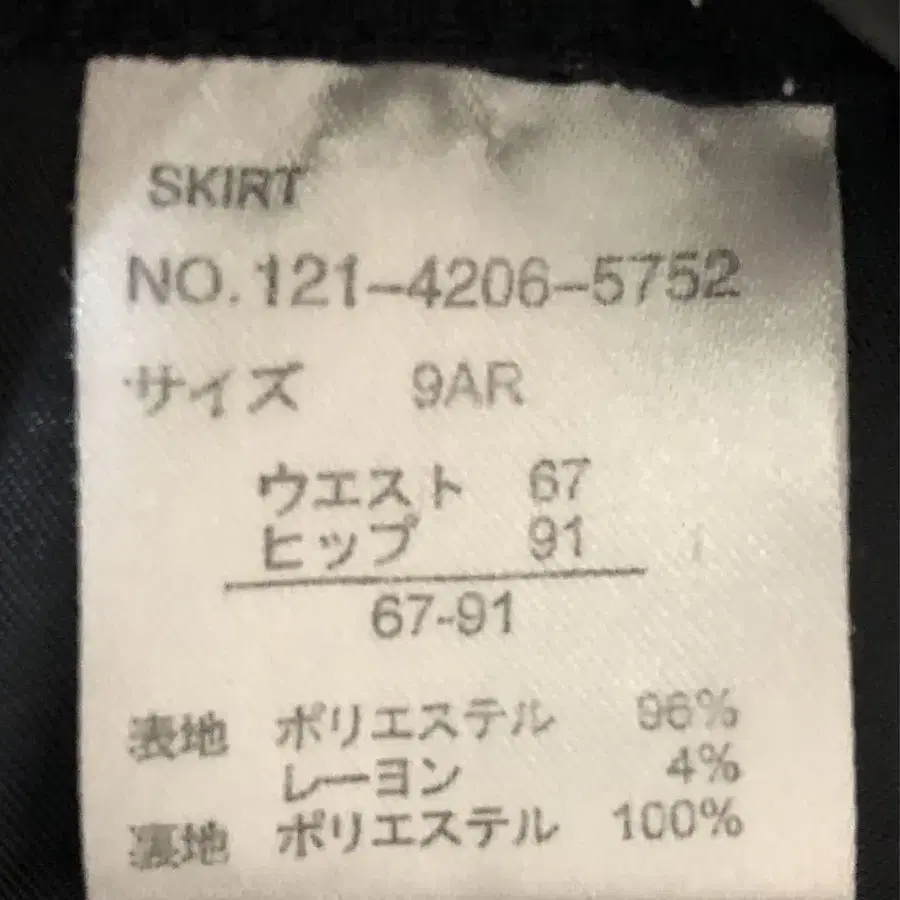 SKIRT
NO.121-4206-5752
サイズ 9AR
ウエスト 67
ヒップ 91
67-91
表地 ポリエステル 96%
レーヨン 4%
裏地 ポリエステル 100%